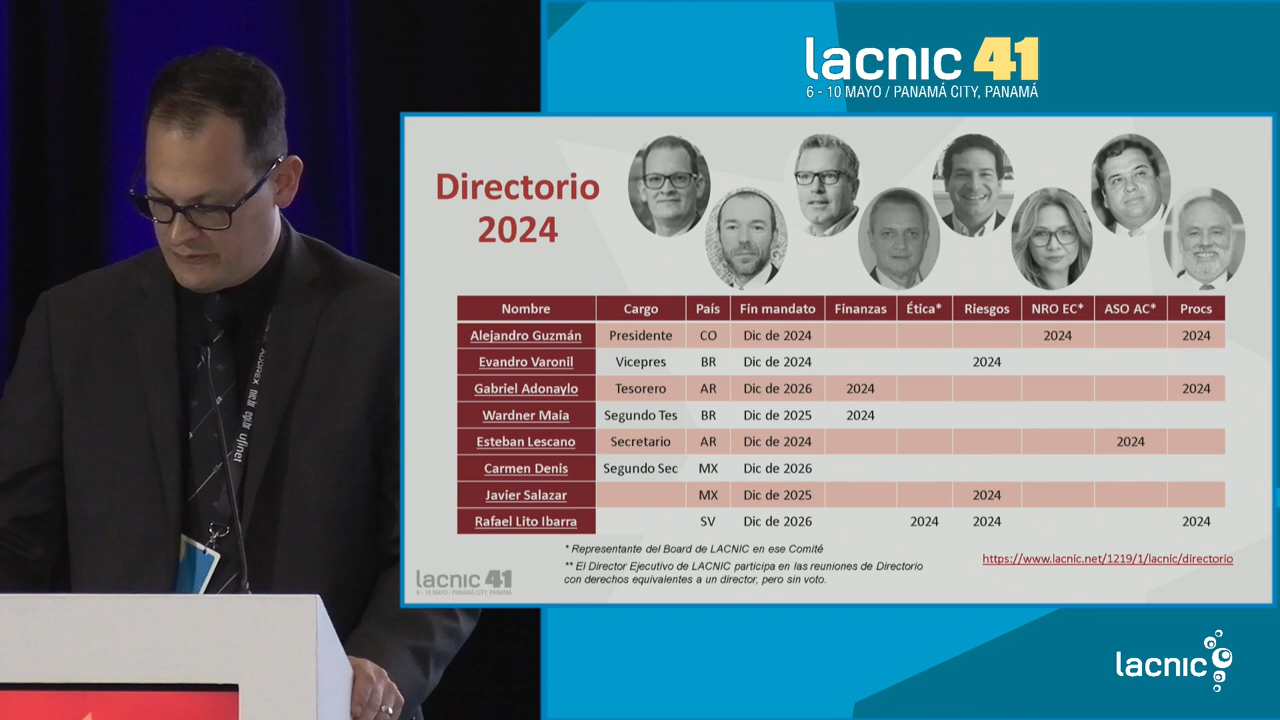 lacnic 41
6 - 10 MAYO / PANAMÁ CITY, PANAMÁ
Directorio
2024
Nombre Cargo País Fin mandato Finanzas Ética* Riesgos NRO EC* ASO AC* Procs
Alejandro Guzmán Presidente CO Dic de 2024 2024 2024
Evandro Varonil Vicepres BR Dic de 2024 2024
Gabriel Adonaylo Tesorero AR Dic de 2026 2024 2024
Wardner Maia Segundo Tes BR Dic de 2025 2024
Esteban Lescano Secretario AR Dic de 2024 2024
Carmen Denis Segundo Sec MX Dic de 2026
Javier Salazar MX Dic de 2025 2024
Rafael Lito Ibarra SV Dic de 2026 2024 2024 2024
* Representante del Board de LACNIC en ese Comité
** El Director Ejecutivo de LACNIC participa en las reuniones de Directorio
con derechos equivalentes a un director, pero sin voto.
https://www.lacnic.net/1219/1/lacnic/directorio
lacnic 41
6 - 10 MAYO / PANAMÁ CITY, PANAMÁ
lacnic
ufinet